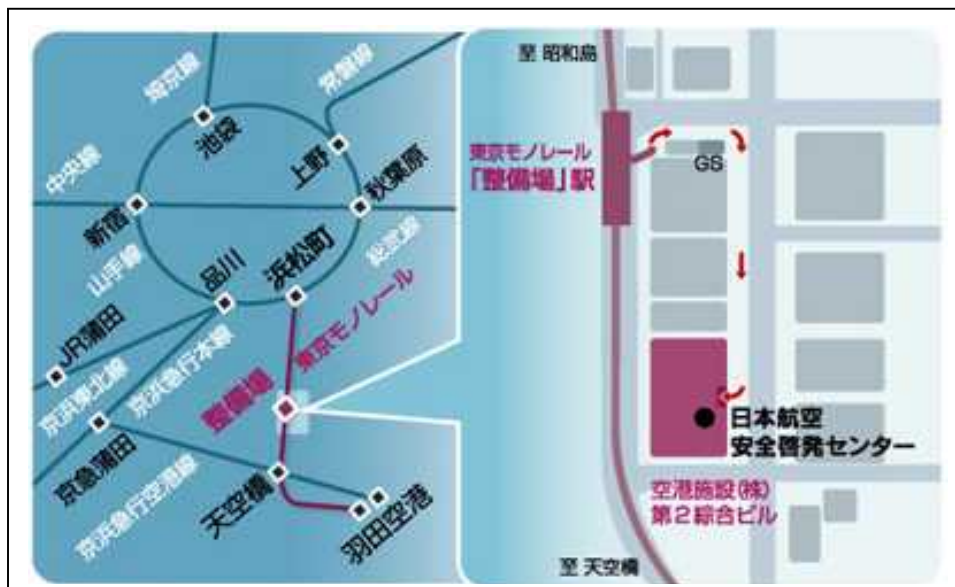 埼京線
常磐線
池袋
上野
中央線
秋葉原
新宿
山手線
品川
浜松町
総武線
JR蒲田
東京モノレール
京浜東北線
京浜急行本線
整備場
京急蒲田
京浜急行空港線
天空橋
羽田空港
至 昭和島
東京モノレール
「整備場」駅
GS
日本航空
安全啓発センター
空港施設(株)
第2綜合ビル
至 天空橋